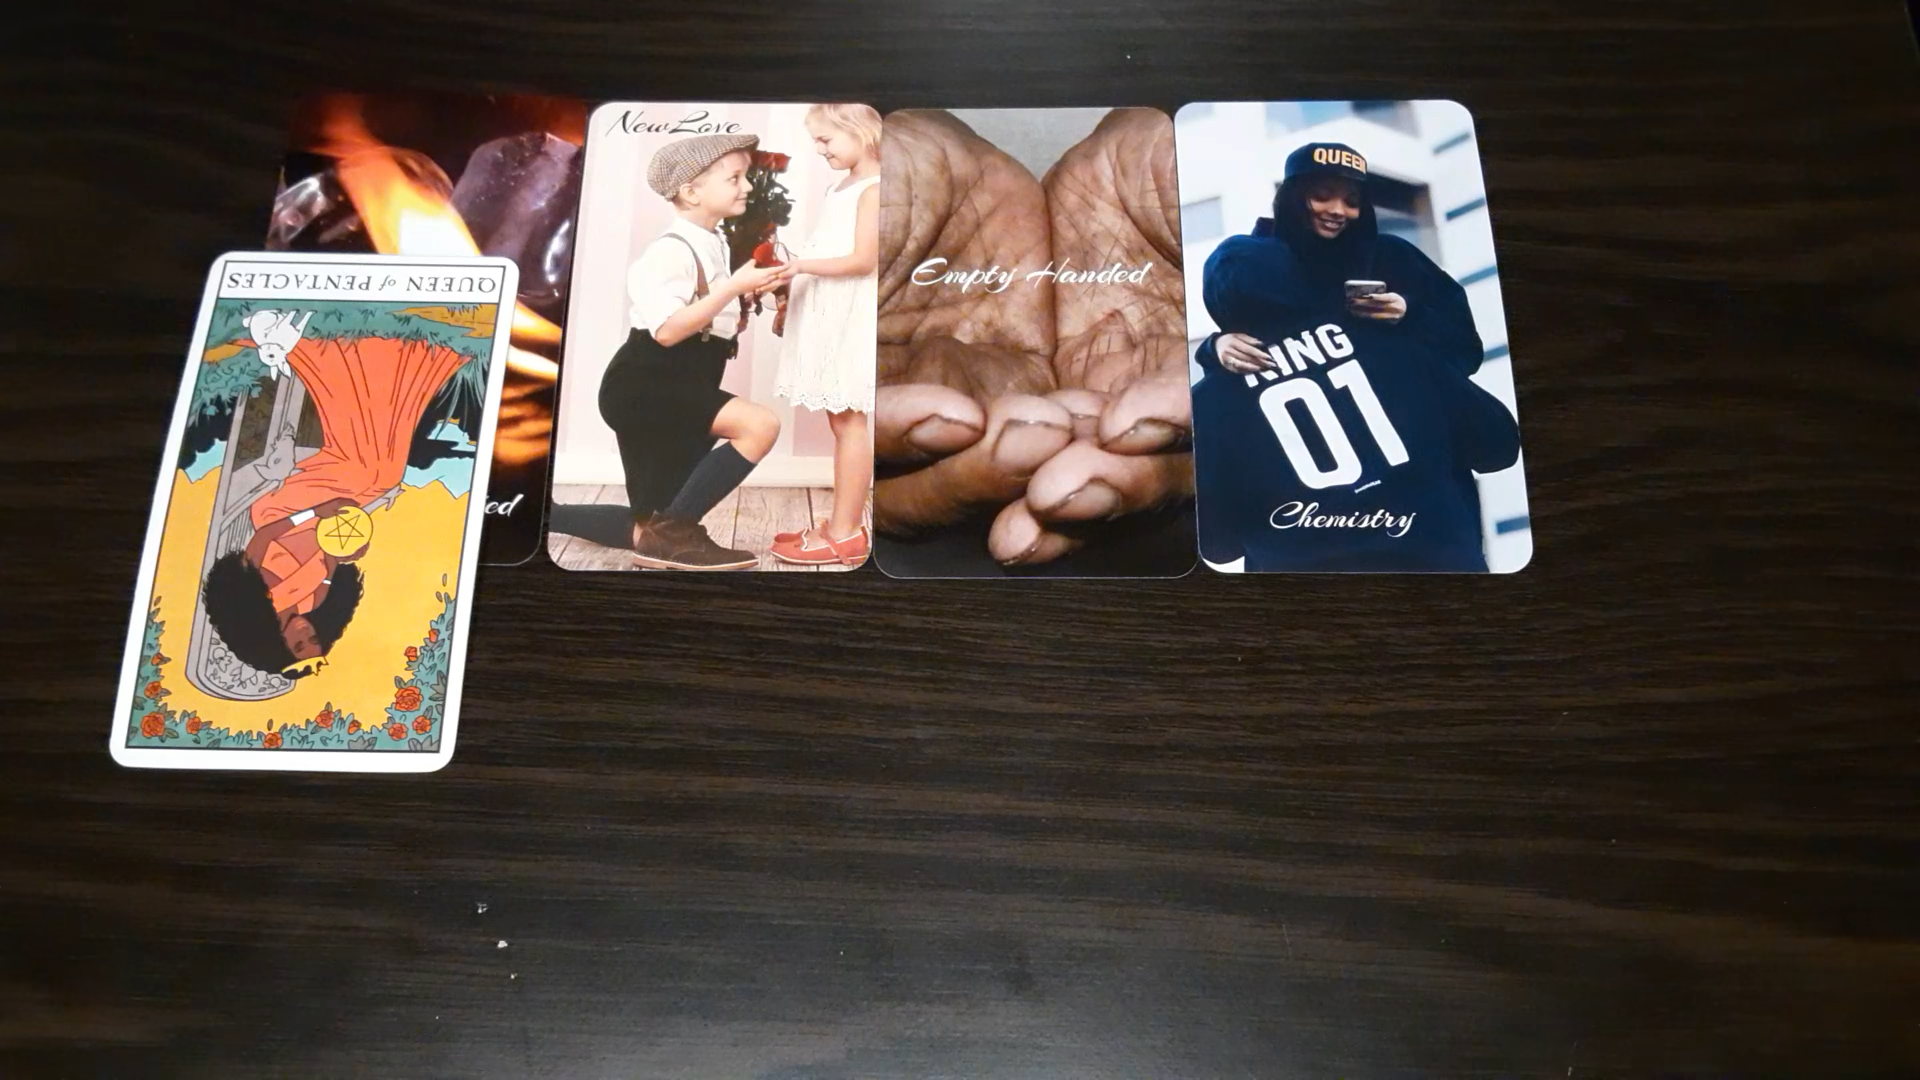 QUEEN of PENTACLES
New Love
Empty Handed
QUEEN
KING
01
Chemistry